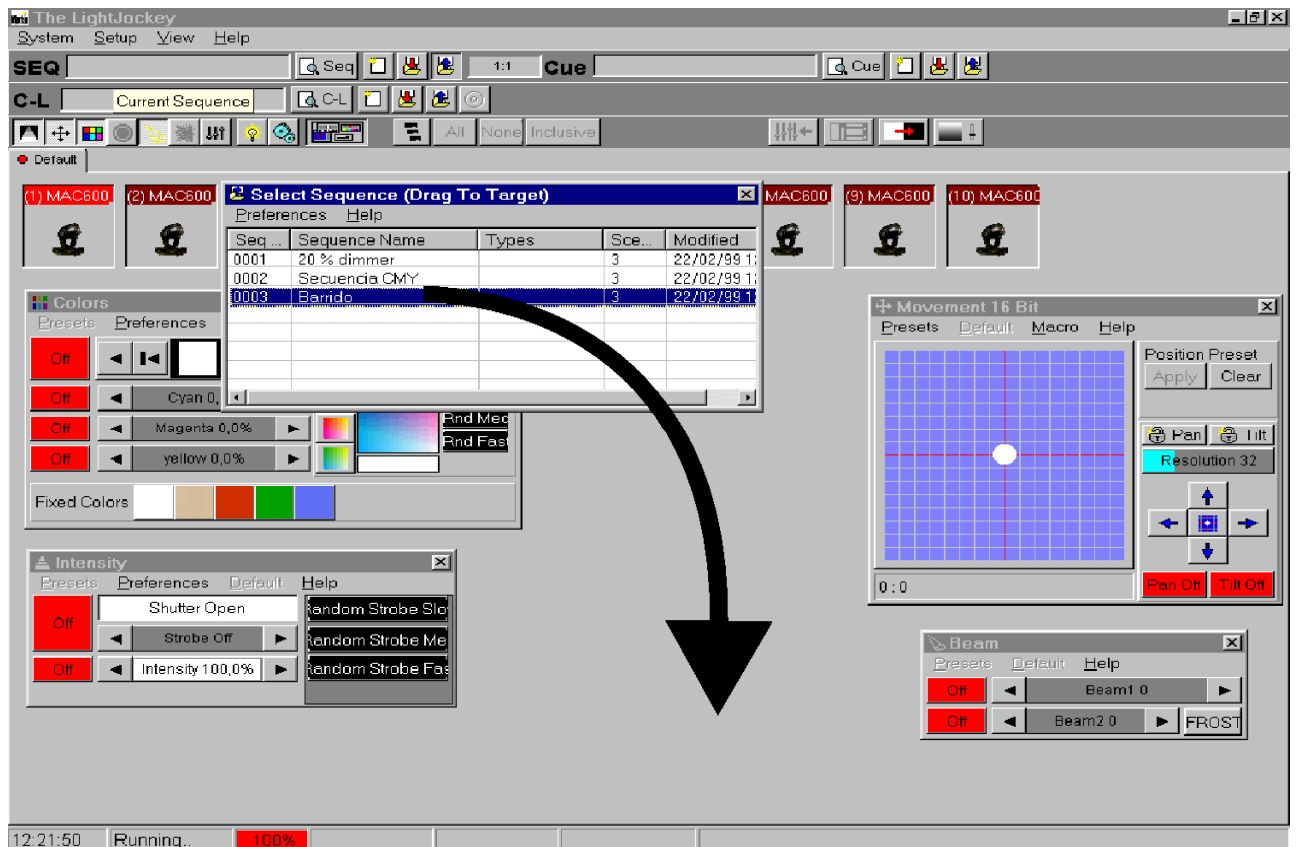 The LightJockey
System Setup View Help
SEQ Seq 1:1 Cue Cue
C-L Current Sequence C-L
All None Inclusive
Default
(1) MAC600 (2) MAC600 MAC600 (9) MAC600 (10) MAC600
Select Sequence (Drag To Target)
Preferences Help
Seq ... Sequence Name Types Sce... Modified
0001 20 % dimmer 3 22/02/99 1
0002 Secuencia CMY 3 22/02/99 1
0003 Barrido 3 22/02/99 1
Colors
Presets Preferences
Off
Off Cyan 0,
Off Magenta 0,0% Rnd Med
Rnd Fast
Off yellow 0,0%
Fixed Colors
Movement 16 Bit
Presets Default Macro Help
Position Preset
Apply Clear
Pan Tilt
Resolution 32
0 : 0
Pan Off Tilt Off
Intensity
Presets Preferences Default Help
Off Shutter Open Random Strobe Slo
Strobe Off Random Strobe Me
Off Intensity 100,0% Random Strobe Fas
Beam
Presets Default Help
Off Beam1 0
Off Beam2 0 FROST
12:21:50 Running.. 100%